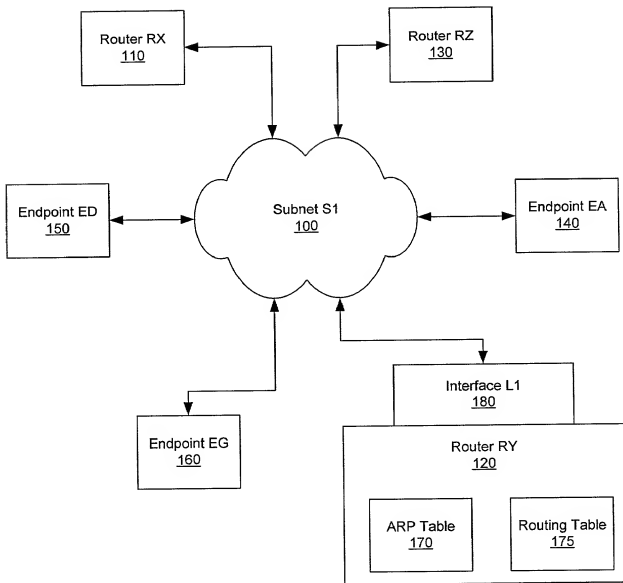 Router RX
110
Router RZ
130
Endpoint ED
150
Subnet S1
100
Endpoint EA
140
Interface L1
180
Endpoint EG
160
Router RY
120
ARP Table
170
Routing Table
175